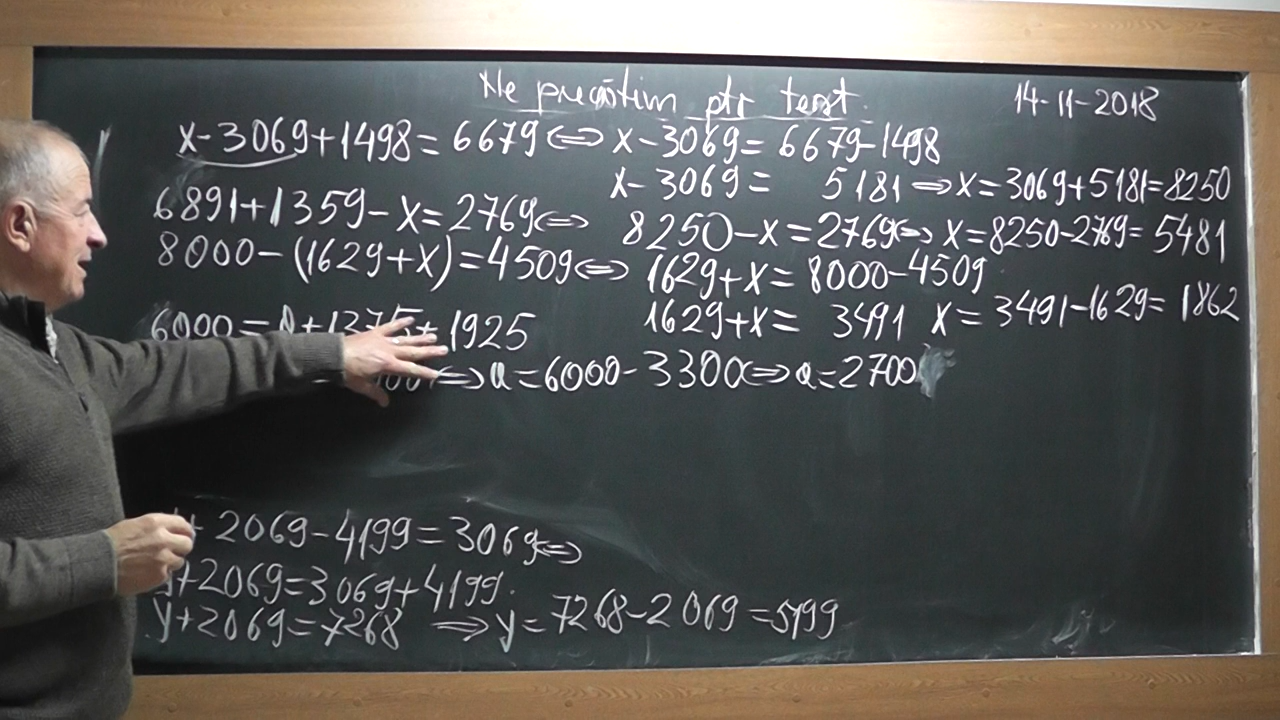 Ne pregătim ptr test. 14-11-2018
x-3069+1498=6679⇔x-3069=6679-1498
x-3069= 5181⇒x=3069+5181=8250
6891+1359-x=2769⇔ 8250-x=2769⇔x=8250-2769=5481
8000-(1629+x)=4509⇔ 1629+x=8000-4509
1629+x= 3491 x=3491-1629=1862
6000=a+1375+1925
⇔a=6000-3300⇔a=2700
+2069-4199=3069⇔
y+2069=3069+4199.
y+2069=7268 ⇒y=7268-2069=5199